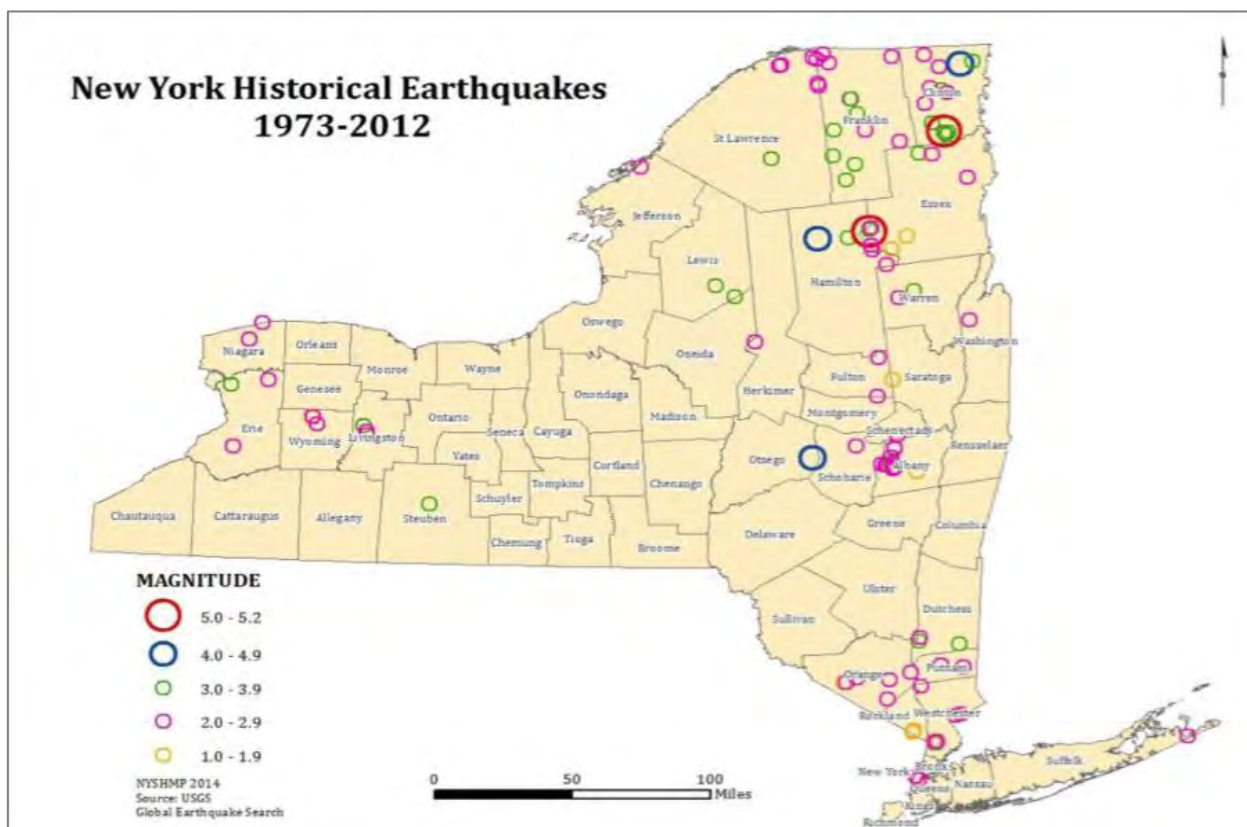 New York Historical Earthquakes
1973-2012
Clinton
Franklin
St Lawrence
Essex
Jefferson
Lewis
Hamilton
Warren
Oswego
Washington
Niagara
Orleans
Oneida
Monroe
Wayne
Fulton
Saratoga
Genesee
Herkimer
Onondaga
Montgomery
Ontario
Madison
Erie
Wyoming
Livingston
Seneca
Cayuga
Schenectady
Rensselaer
Yates
Otsego
Cortland
Albany
Schoharie
Tompkins
Chenango
Schuyler
Chautauqua
Cattaraugus
Allegany
Steuben
Greene
Columbia
Chemung
Tioga
Broome
Delaware
Ulster
Dutchess
Sullivan
Putnam
Orange
Rockland
Westchester
Bronx
New York
Suffolk
Queens
Nassau
Kings
Richmond
MAGNITUDE
5.0 - 5.2
4.0 - 4.9
3.0 - 3.9
2.0 - 2.9
1.0 - 1.9
NYSHMP 2014
Source: USGS
Global Earthquake Search
0 50 100
Miles